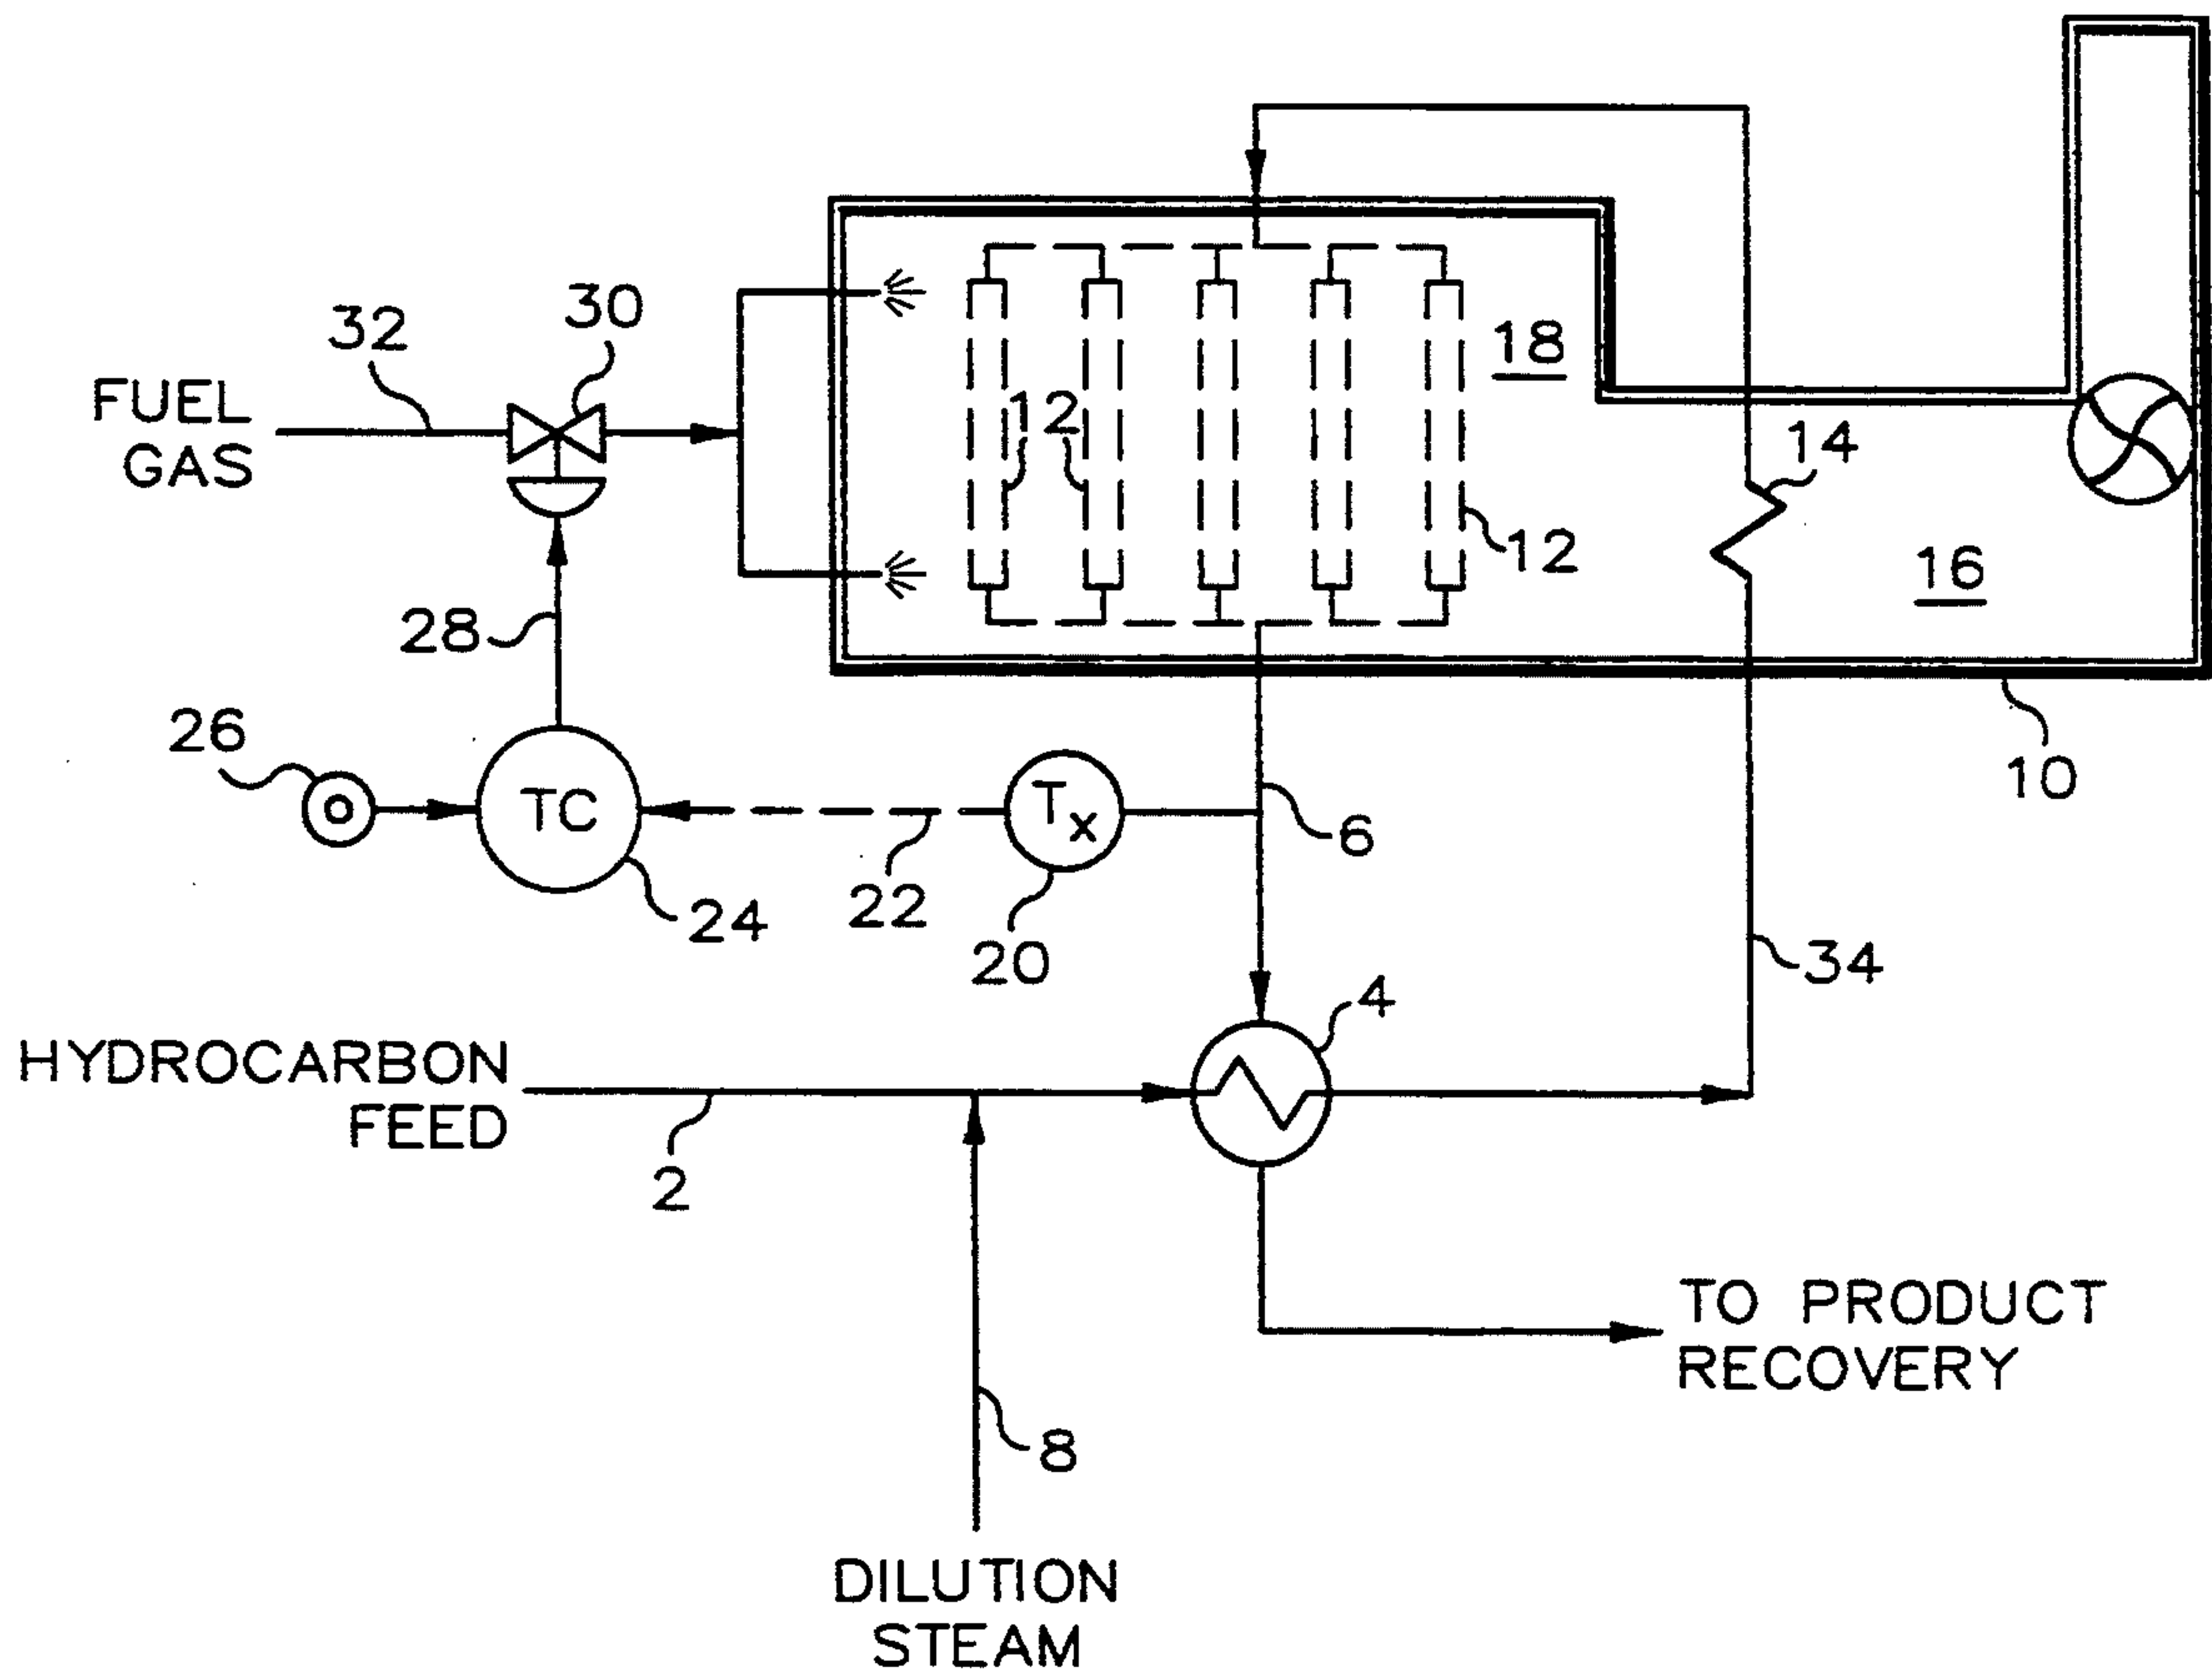 30
32
FUEL
GAS
18
12
12
14
12
16
28
26
10
TC
Tx
6
22
24
20
34
4
HYDROCARBON
FEED
2
TO PRODUCT
RECOVERY
8
DILUTION
STEAM